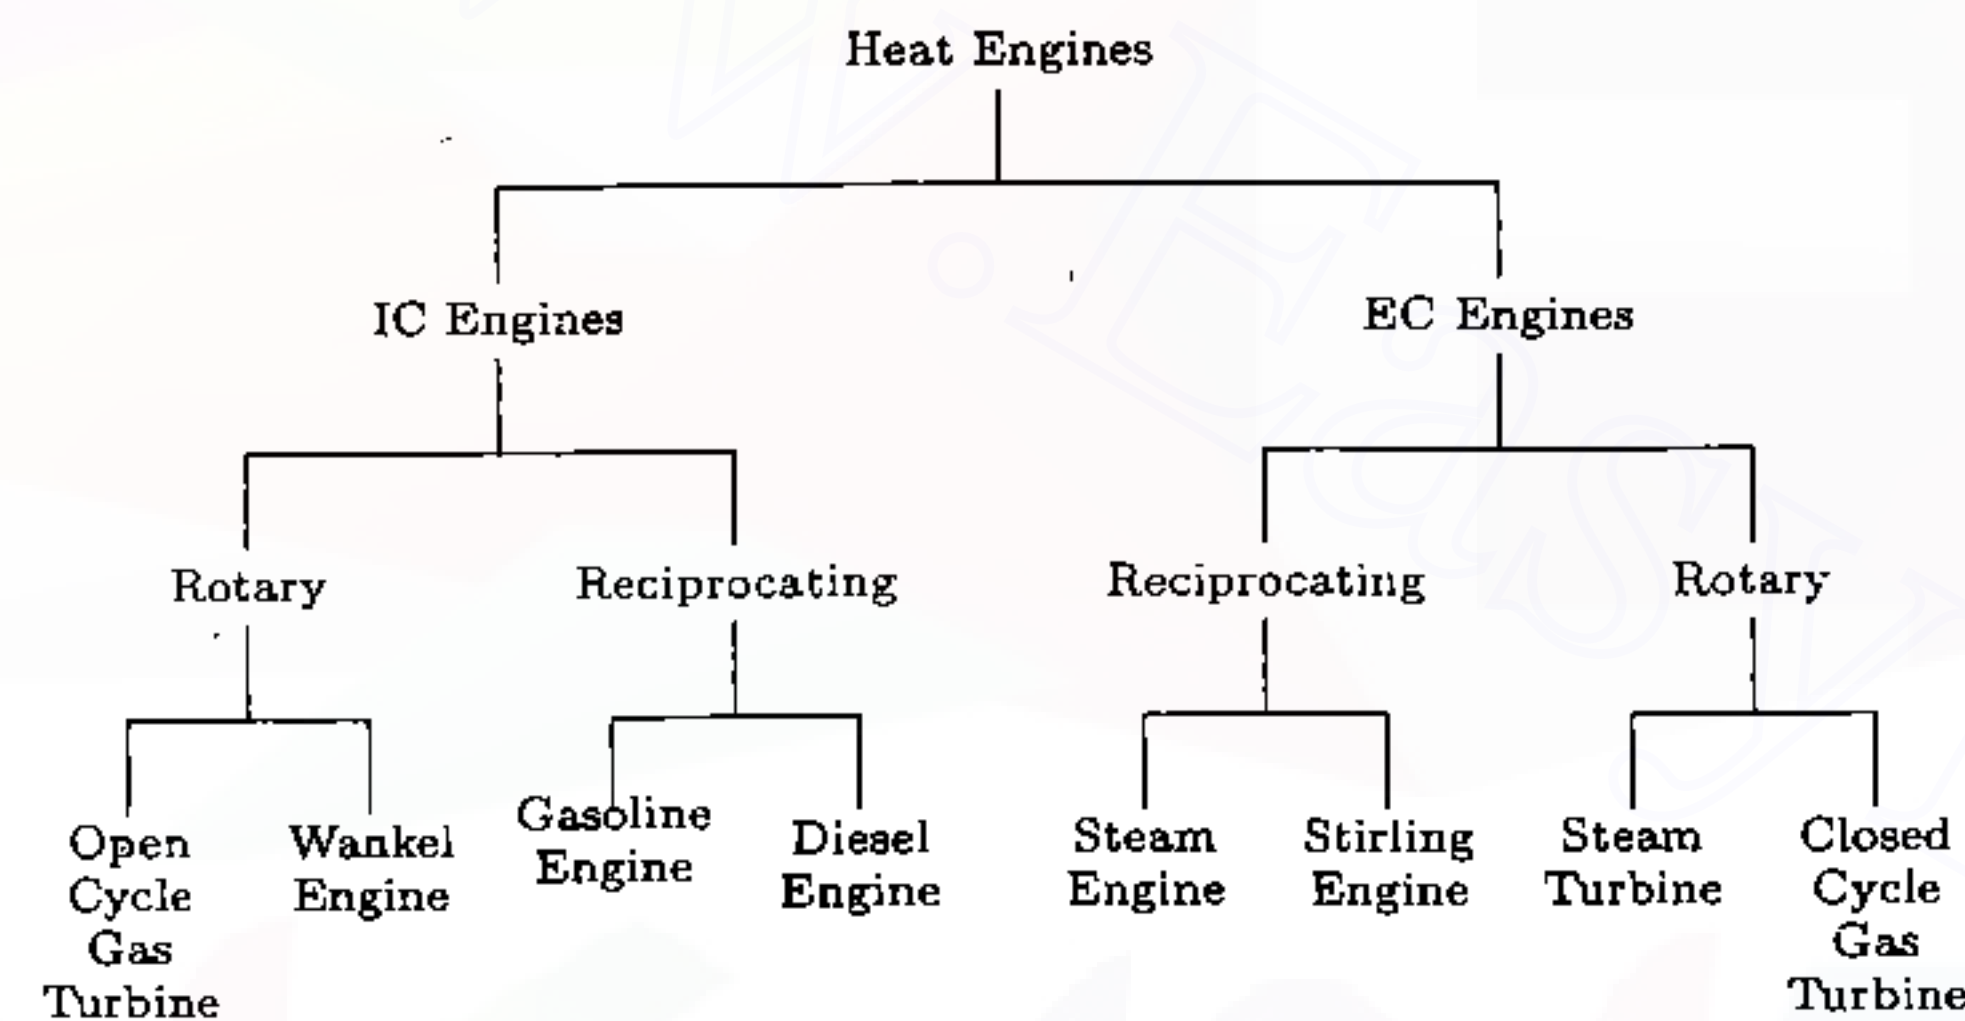 Heat Engines
IC Engines
EC Engines
Rotary
Reciprocating
Reciprocating
Rotary
Open
Cycle
Gas
Turbine
Wankel
Engine
Gasoline
Engine
Diesel
Engine
Steam
Engine
Stirling
Engine
Steam
Turbine
Closed
Cycle
Gas
Turbine